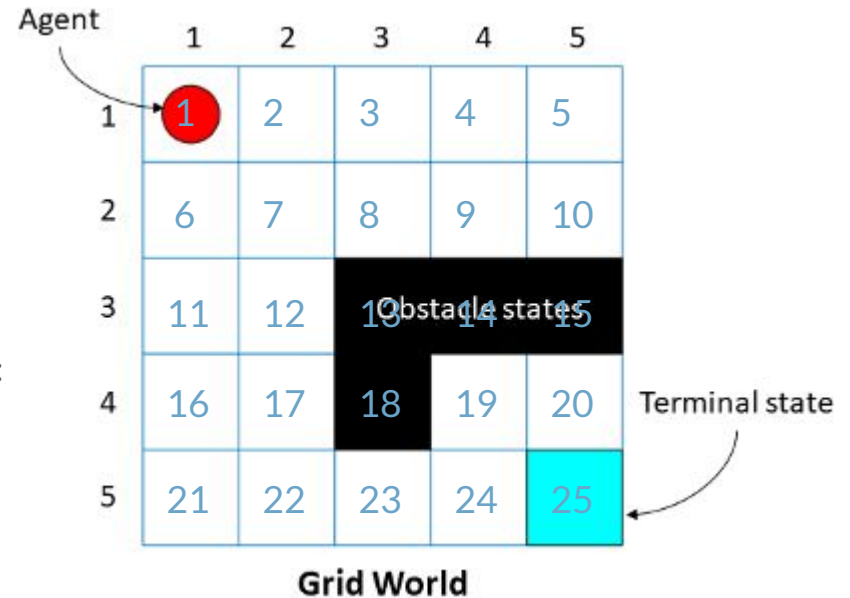 Agent
1 2 3 4 5
1 1 2 3 4 5
2 6 7 8 9 10
3 11 12 13 14 15
Obstacle states
4 16 17 18 19 20
Terminal state
5 21 22 23 24 25
Grid World